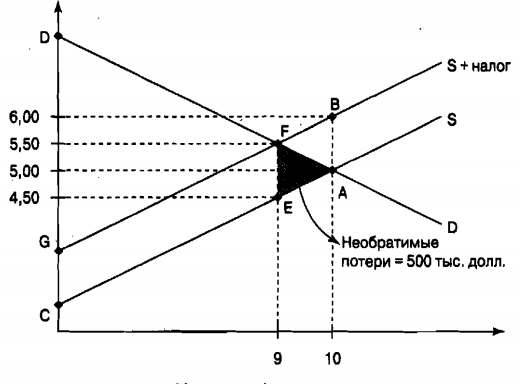 D
S + налог
6,00
B
S
5,50
F
5,00
A
4,50
E
D
G
Необратимые
потери = 500 тыс. долл.
C
9
10